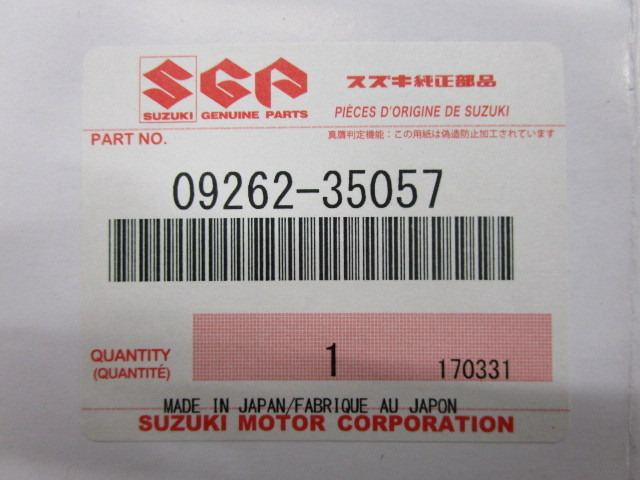 SGP スズキ純正部品
SUZUKI GENUINE PARTS PIÈCES D'ORIGINE DE SUZUKI
PART NO. 真贋判定機能：この用紙は偽造防止加工されています
09262-35057
QUANTITY 1 170331
(QUANTITÉ)
MADE IN JAPAN/FABRIQUE AU JAPON
SUZUKI MOTOR CORPORATION